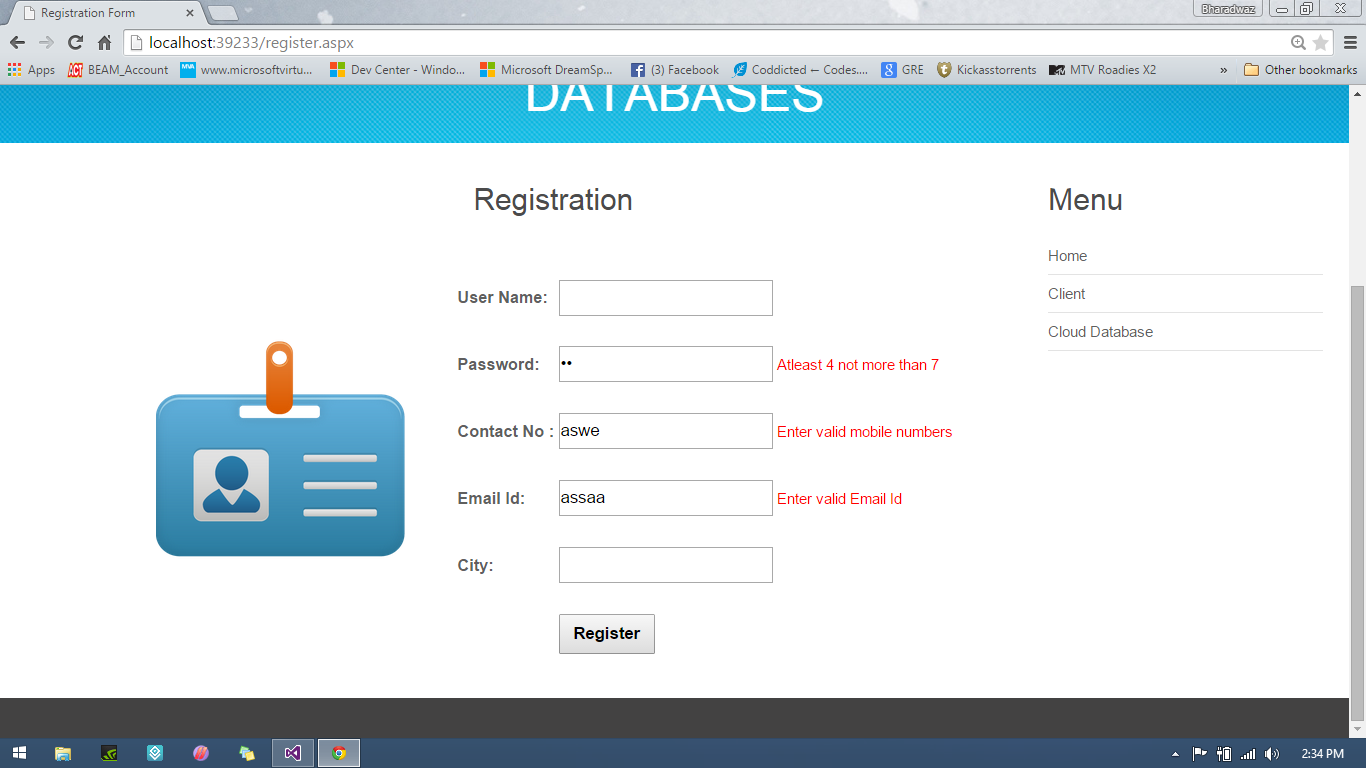 Registration Form
Bharadwaz
localhost:39233/register.aspx
Apps
ACT BEAM_Account
MVA www.microsoftvirtu...
Dev Center - Windo...
Microsoft DreamSp...
(3) Facebook
Coddicted ← Codes....
8 GRE
Kickasstorrents
MTV Roadies X2
»
Other bookmarks
DATABASES
Registration
User Name:
Password: •• Atleast 4 not more than 7
Contact No : aswe Enter valid mobile numbers
Email Id: assaa Enter valid Email Id
City:
Register
Menu
Home
Client
Cloud Database
2:34 PM